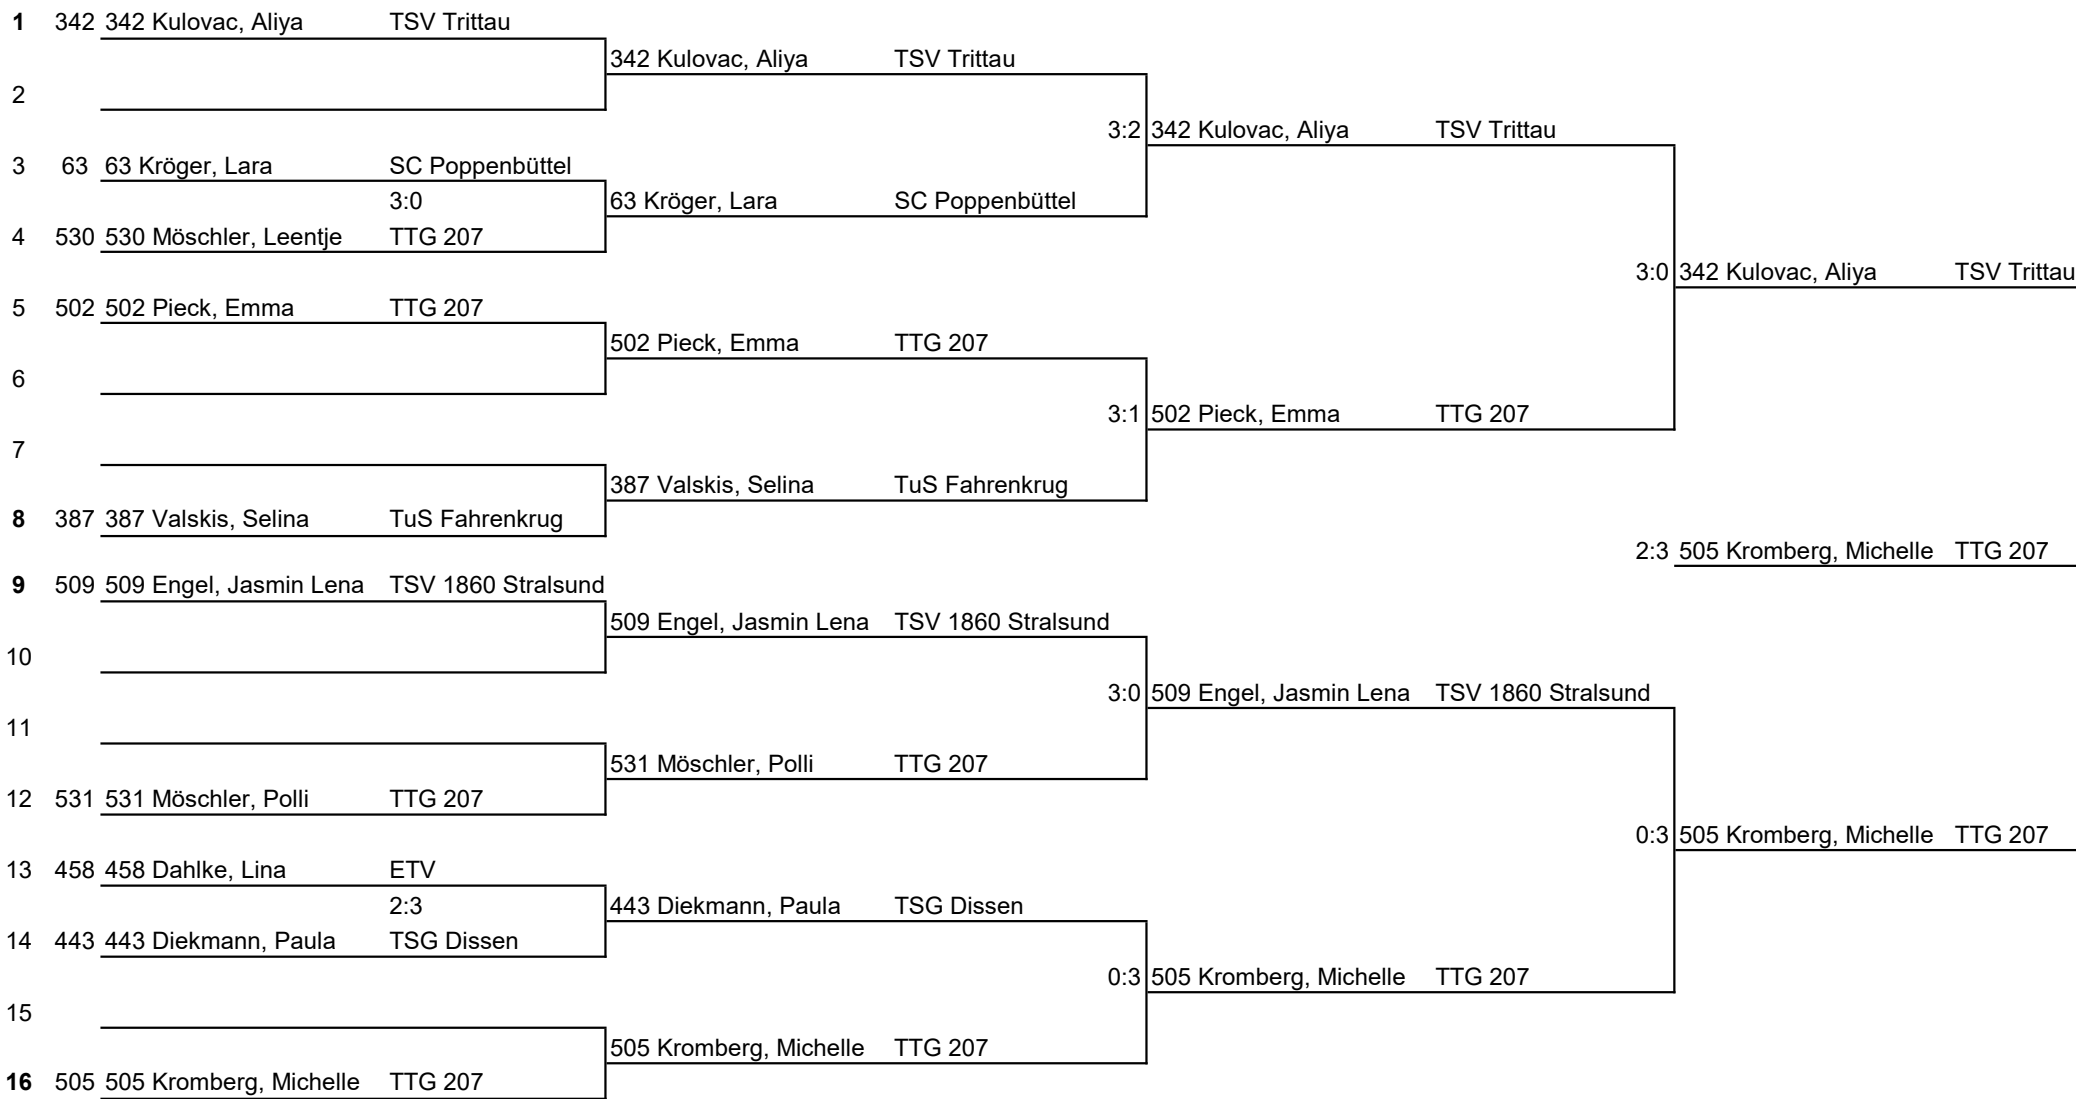 1 342 342 Kulovac, Aliya TSV Trittau
342 Kulovac, Aliya TSV Trittau
2
3:2 342 Kulovac, Aliya TSV Trittau
3 63 63 Kröger, Lara SC Poppenbüttel
3:0 63 Kröger, Lara SC Poppenbüttel
4 530 530 Möschler, Leentje TTG 207
3:0 342 Kulovac, Aliya TSV Trittau
5 502 502 Pieck, Emma TTG 207
502 Pieck, Emma TTG 207
6
3:1 502 Pieck, Emma TTG 207
7
387 Valskis, Selina TuS Fahrenkrug
8 387 387 Valskis, Selina TuS Fahrenkrug
2:3 505 Kromberg, Michelle TTG 207
9 509 509 Engel, Jasmin Lena TSV 1860 Stralsund
509 Engel, Jasmin Lena TSV 1860 Stralsund
10
3:0 509 Engel, Jasmin Lena TSV 1860 Stralsund
11
531 Möschler, Polli TTG 207
12 531 531 Möschler, Polli TTG 207
0:3 505 Kromberg, Michelle TTG 207
13 458 458 Dahlke, Lina ETV
2:3 443 Diekmann, Paula TSG Dissen
14 443 443 Diekmann, Paula TSG Dissen
0:3 505 Kromberg, Michelle TTG 207
15
505 Kromberg, Michelle TTG 207
16 505 505 Kromberg, Michelle TTG 207